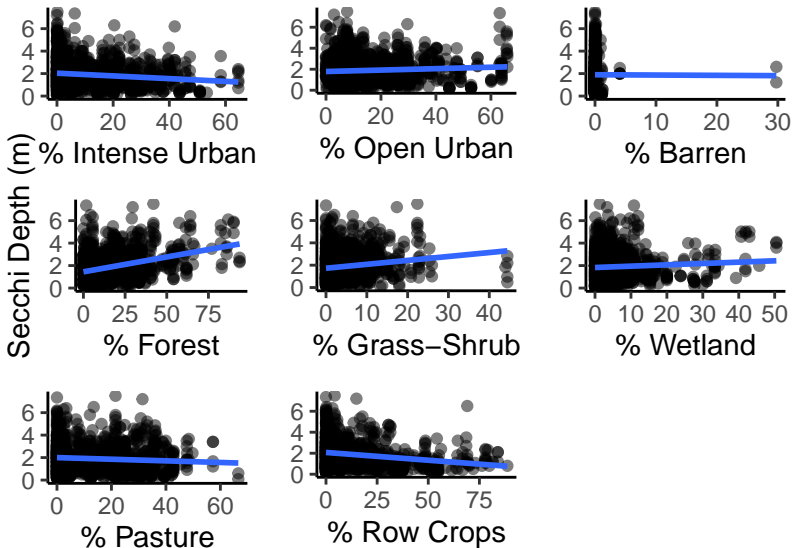 Secchi Depth (m)
6
4
2
0
0 20 40 60
% Intense Urban
6
4
2
0
0 20 40 60
% Open Urban
6
4
2
0
0 10 20 30
% Barren
6
4
2
0
0 25 50 75
% Forest
6
4
2
0
0 10 20 30 40
% Grass−Shrub
6
4
2
0
0 10 20 30 40 50
% Wetland
6
4
2
0
0 20 40 60
% Pasture
6
4
2
0
0 25 50 75
% Row Crops